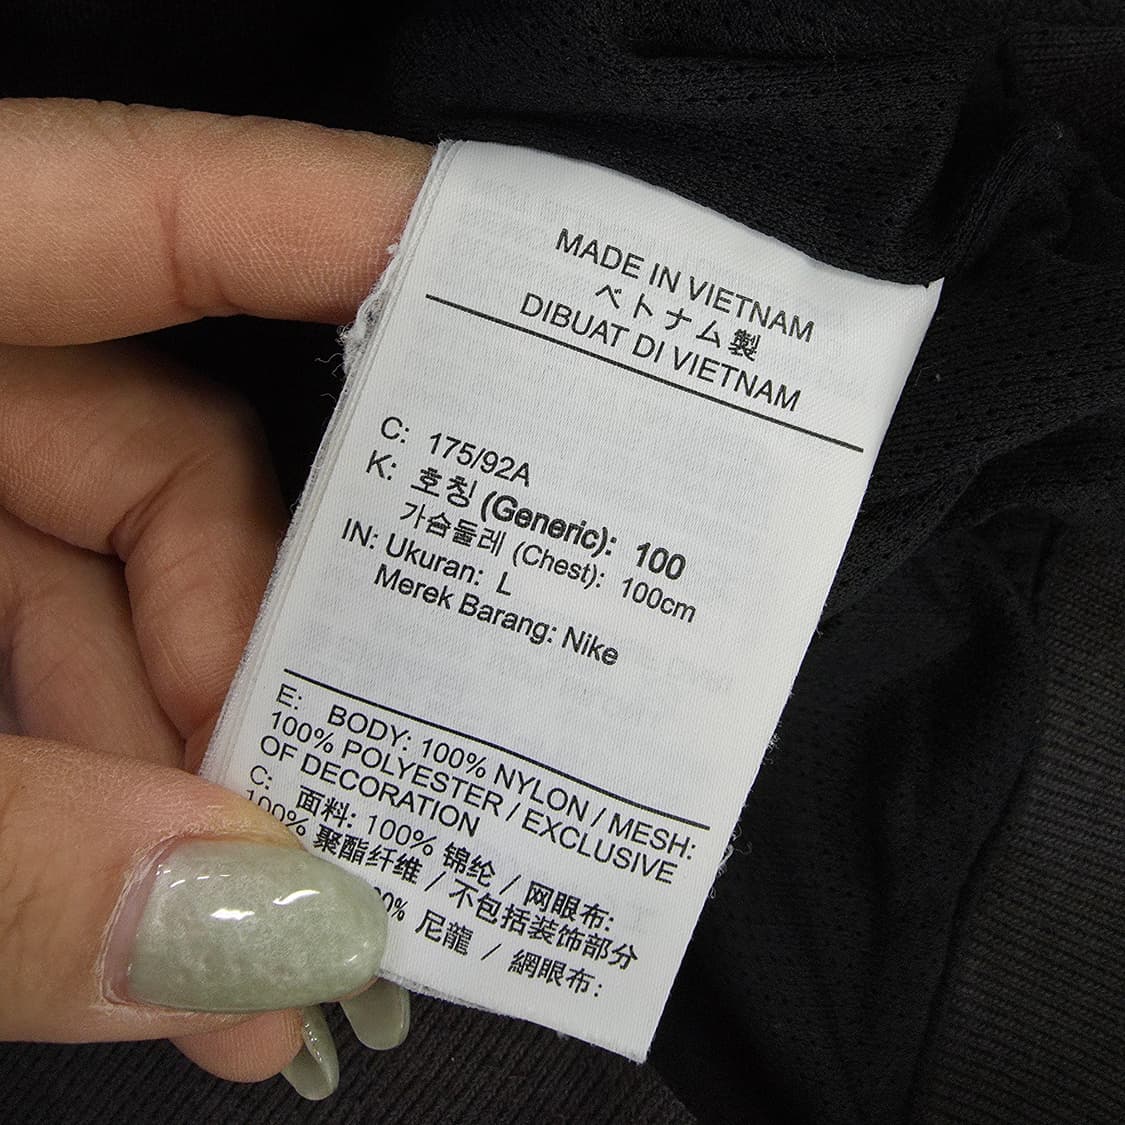 MADE IN VIETNAM
ベトナム製
DIBUAT DI VIETNAM
C: 175/92A
K: 호칭 (Generic): 100
가슴둘레 (Chest): 100cm
IN: Ukuran: L
Merek Barang: Nike
E: BODY: 100% NYLON / MESH:
100% POLYESTER / EXCLUSIVE
OF DECORATION
C: 面料: 100% 锦纶 / 网眼布:
100% 聚酯纤维 / 不包括装饰部分
尼龍 / 網眼布: